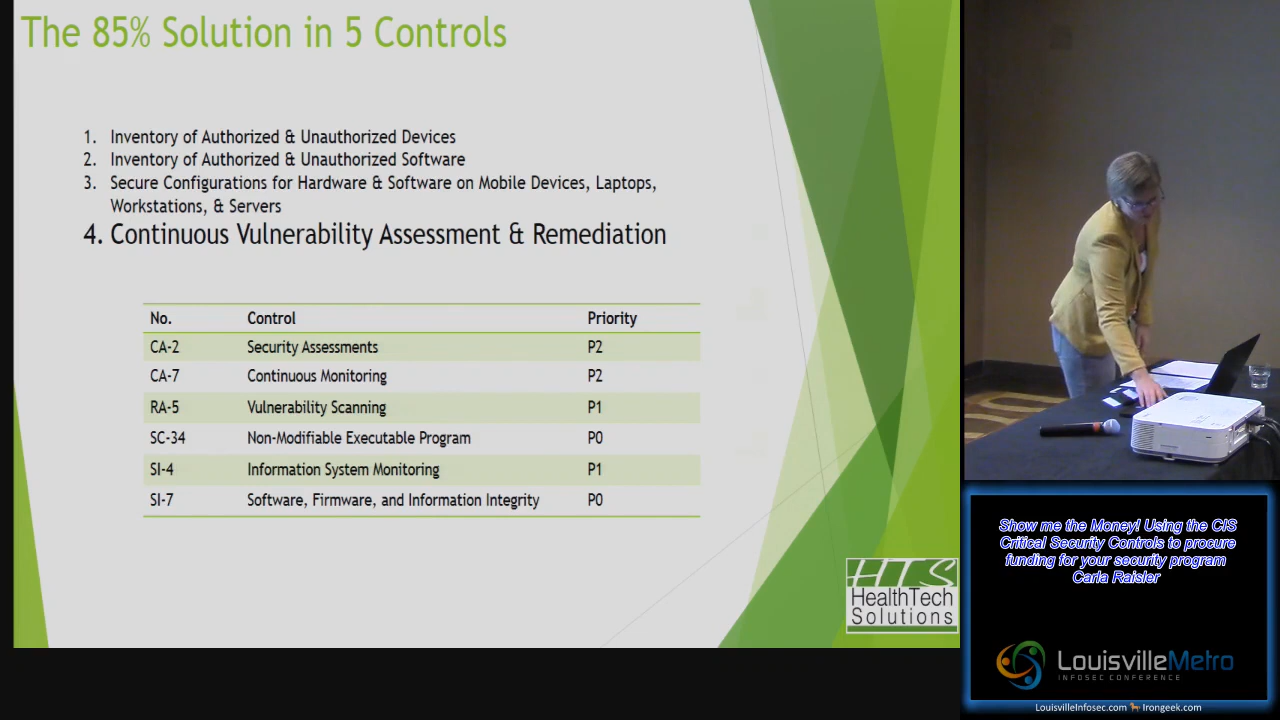 The 85% Solution in 5 Controls
1. Inventory of Authorized & Unauthorized Devices
2. Inventory of Authorized & Unauthorized Software
3. Secure Configurations for Hardware & Software on Mobile Devices, Laptops,
Workstations, & Servers
4. Continuous Vulnerability Assessment & Remediation
No. Control Priority
CA-2 Security Assessments P2
CA-7 Continuous Monitoring P2
RA-5 Vulnerability Scanning P1
SC-34 Non-Modifiable Executable Program P0
SI-4 Information System Monitoring P1
SI-7 Software, Firmware, and Information Integrity P0
HTS
HealthTech
Solutions
Show me the Money! Using the CIS
Critical Security Controls to procure
funding for your security program
Carla Raisler
LouisvilleMetro
INFOSEC CONFERENCE
LouisvilleInfosec.com Irongeek.com